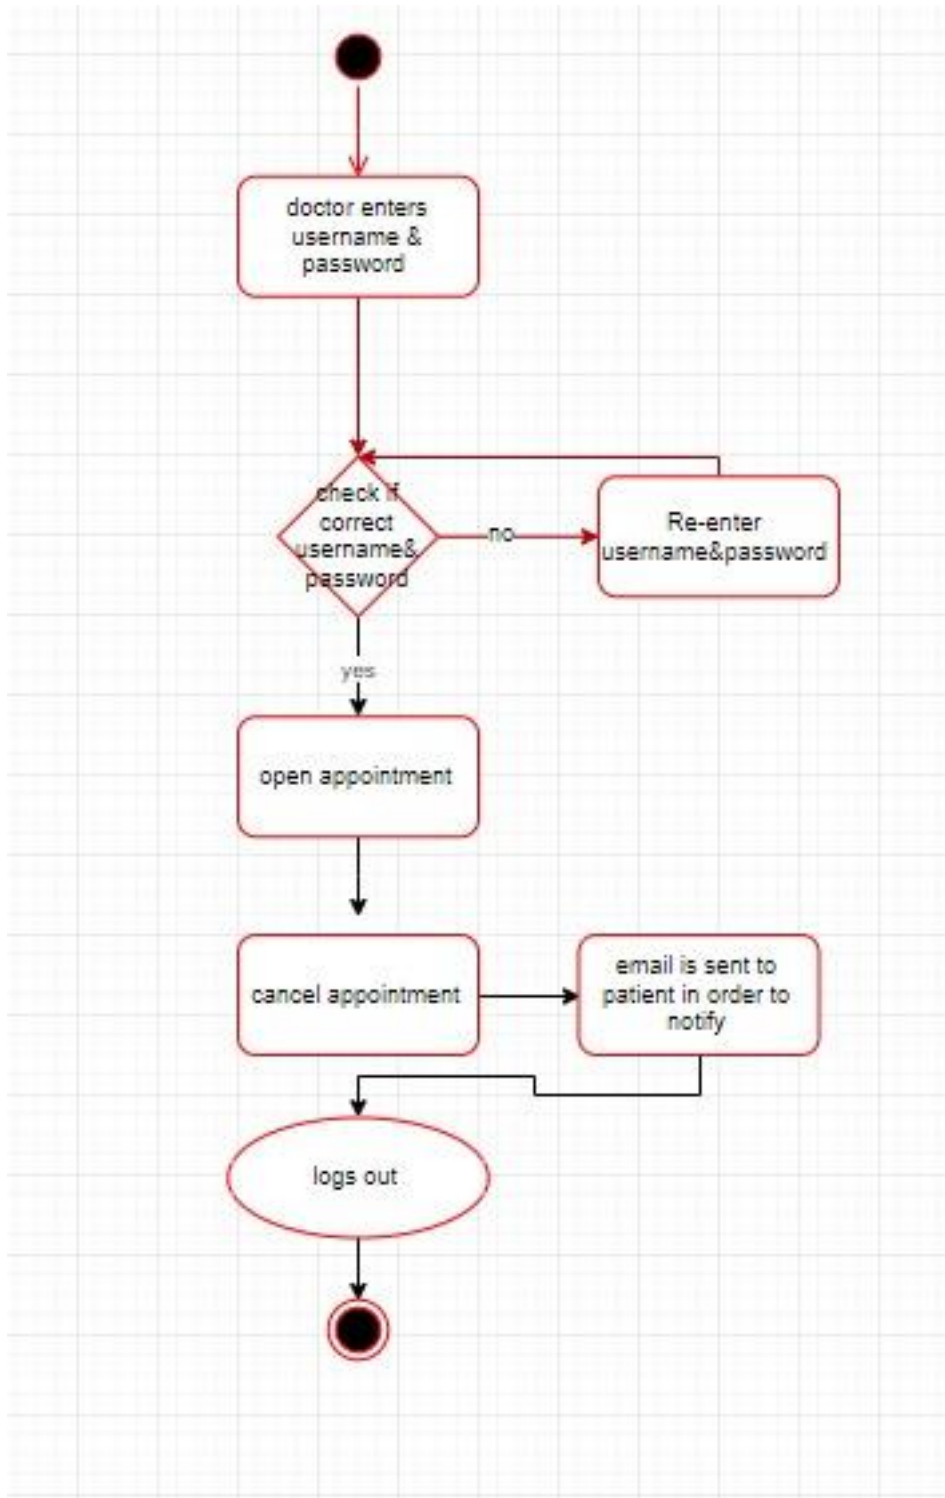 doctor enters
username &
password
check if
correct
username&
password
no
Re-enter
username&password
yes
open appointment
cancel appointment
email is sent to
patient in order to
notify
logs out